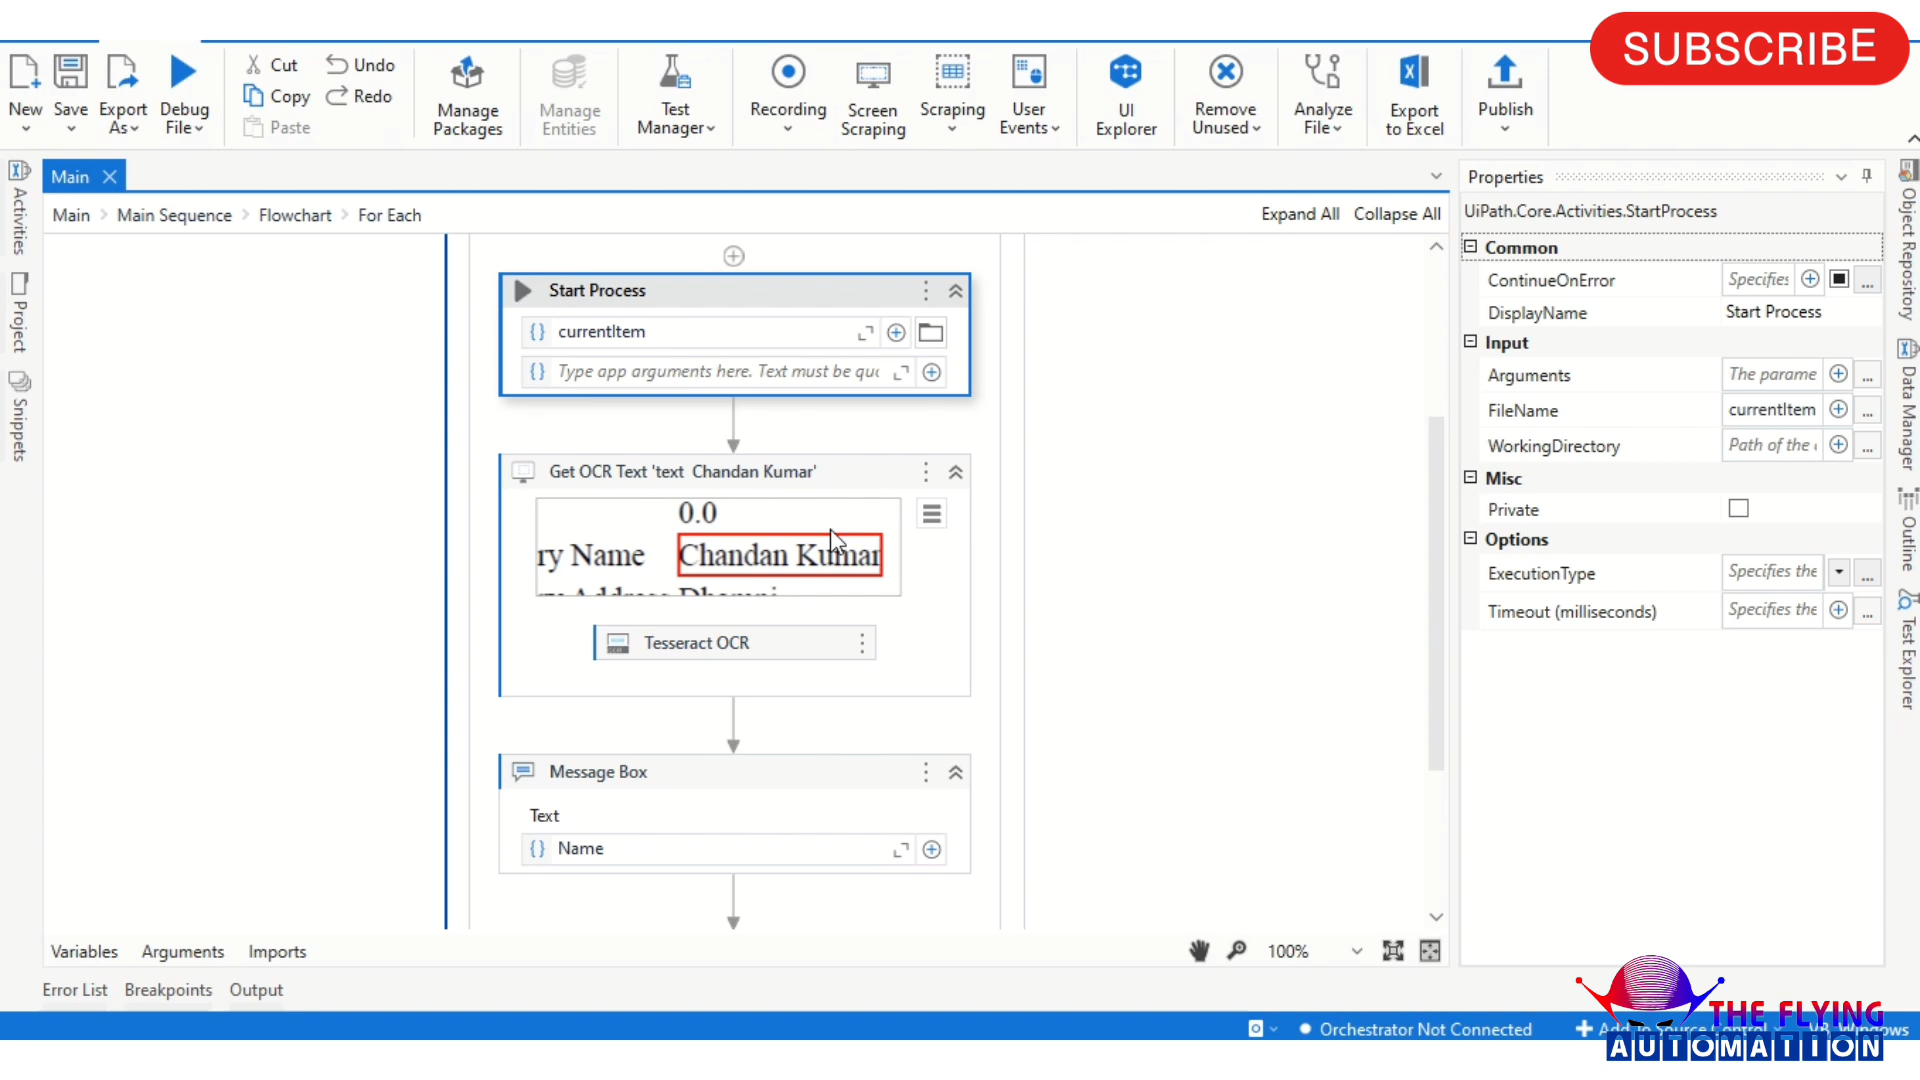 SUBSCRIBE
New Save Export As Debug File
Cut Undo
Copy Redo
Paste
Manage Packages
Manage Entities
Test Manager
Recording
Screen Scraping
Scraping
User Events
UI Explorer
Remove Unused
Analyze File
Export to Excel
Publish
Main
Main > Main Sequence > Flowchart > For Each
Expand All Collapse All
Activities
Project
Snippets
Start Process
{} currentItem
{} Type app arguments here. Text must be quo
Get OCR Text 'text Chandan Kumar'
0.0
ry Name Chandan Kumar
Tesseract OCR
Message Box
Text
{} Name
Properties
UiPath.Core.Activities.StartProcess
Common
ContinueOnError Specifies ...
DisplayName Start Process
Input
Arguments The parame ...
FileName currentItem ...
WorkingDirectory Path of the ...
Misc
Private
Options
ExecutionType Specifies the ...
Timeout (milliseconds) Specifies the ...
Object Repository
Data Manager
Outline
Test Explorer
Variables Arguments Imports
100%
Error List Breakpoints Output
Orchestrator Not Connected
Add to Source Control
VB Windows
THE FLYING
AUTOMATION